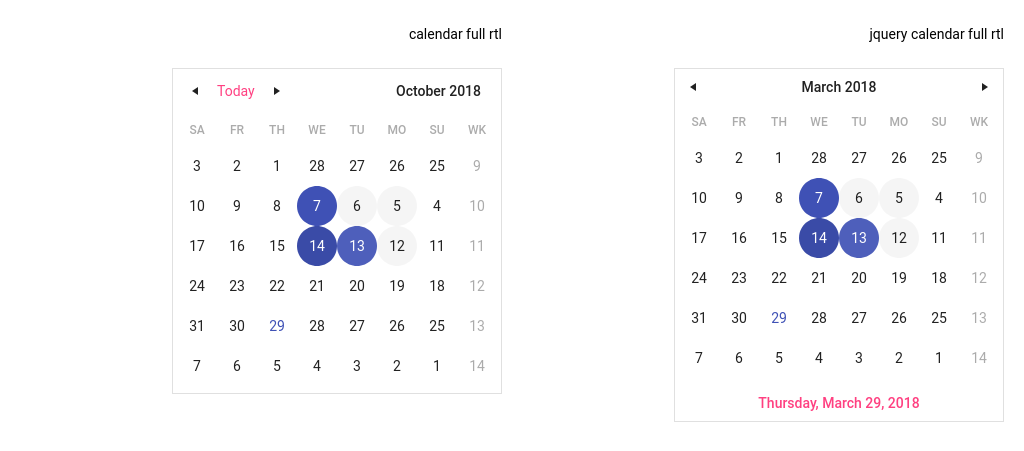 calendar full rtl
◄ Today ► October 2018
SA FR TH WE TU MO SU WK
3 2 1 28 27 26 25 9
10 9 8 7 6 5 4 10
17 16 15 14 13 12 11 11
24 23 22 21 20 19 18 12
31 30 29 28 27 26 25 13
7 6 5 4 3 2 1 14
jquery calendar full rtl
◄ March 2018 ►
SA FR TH WE TU MO SU WK
3 2 1 28 27 26 25 9
10 9 8 7 6 5 4 10
17 16 15 14 13 12 11 11
24 23 22 21 20 19 18 12
31 30 29 28 27 26 25 13
7 6 5 4 3 2 1 14
Thursday, March 29, 2018